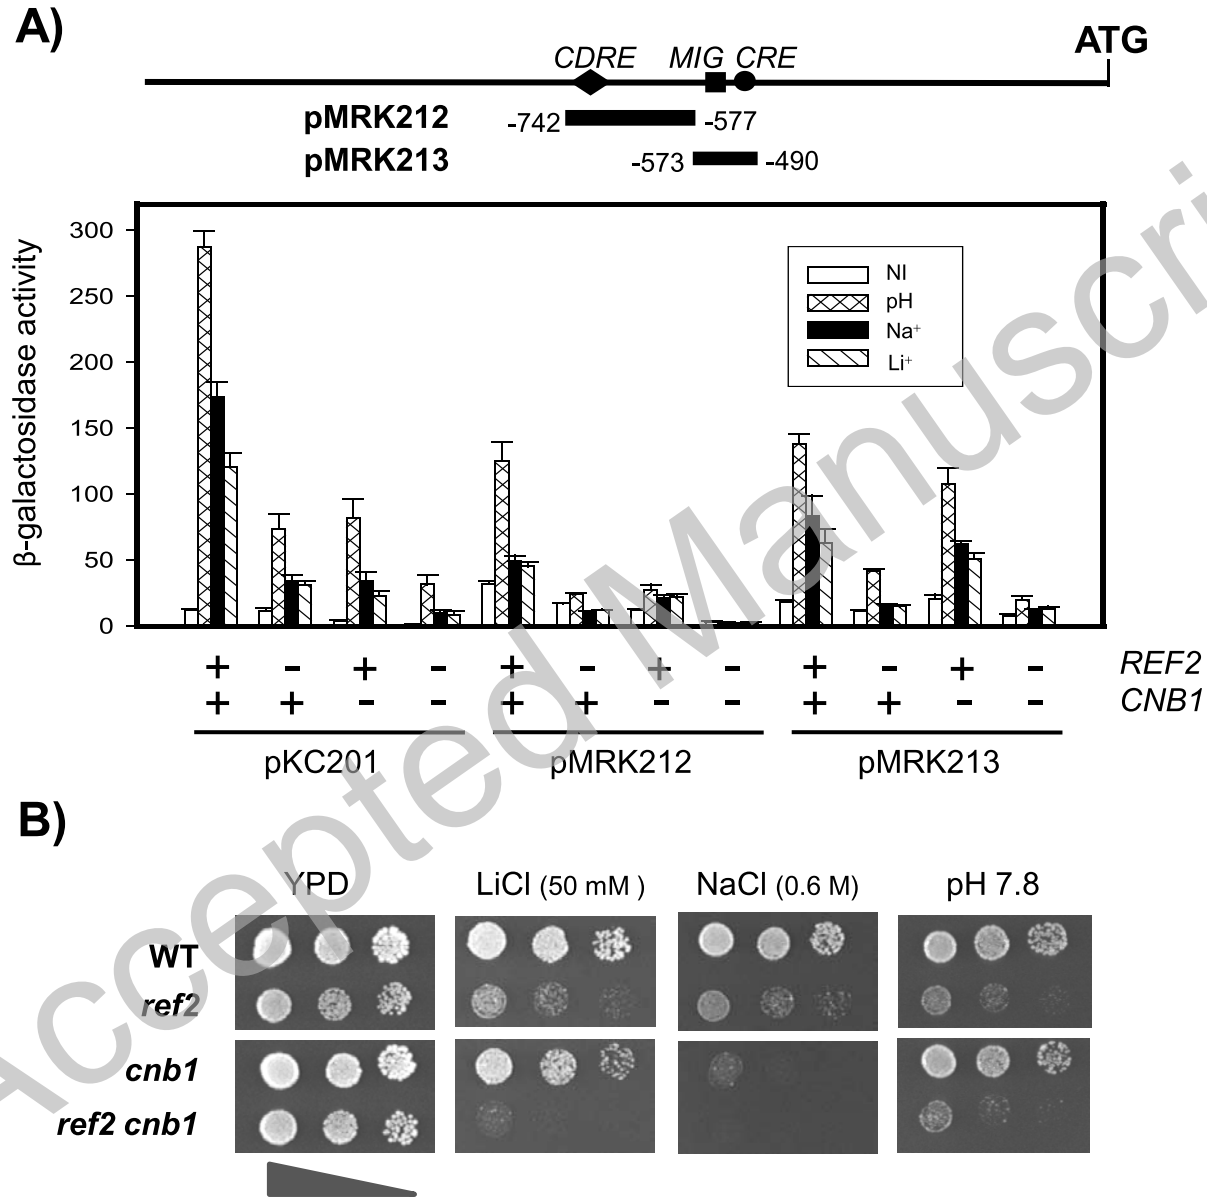 A)
ATG
CDRE MIG CRE
pMRK212 -742 -577
pMRK213 -573 -490
β-galactosidase activity
300
250
200
150
100
50
0
NI
pH
Na⁺
Li⁺
+ - + - + - + - + - + - REF2
+ + - - + + - - + + - - CNB1
pKC201 pMRK212 pMRK213
B)
YPD LiCl (50 mM ) NaCl (0.6 M) pH 7.8
WT
ref2
cnb1
ref2 cnb1
Accepted Manuscri